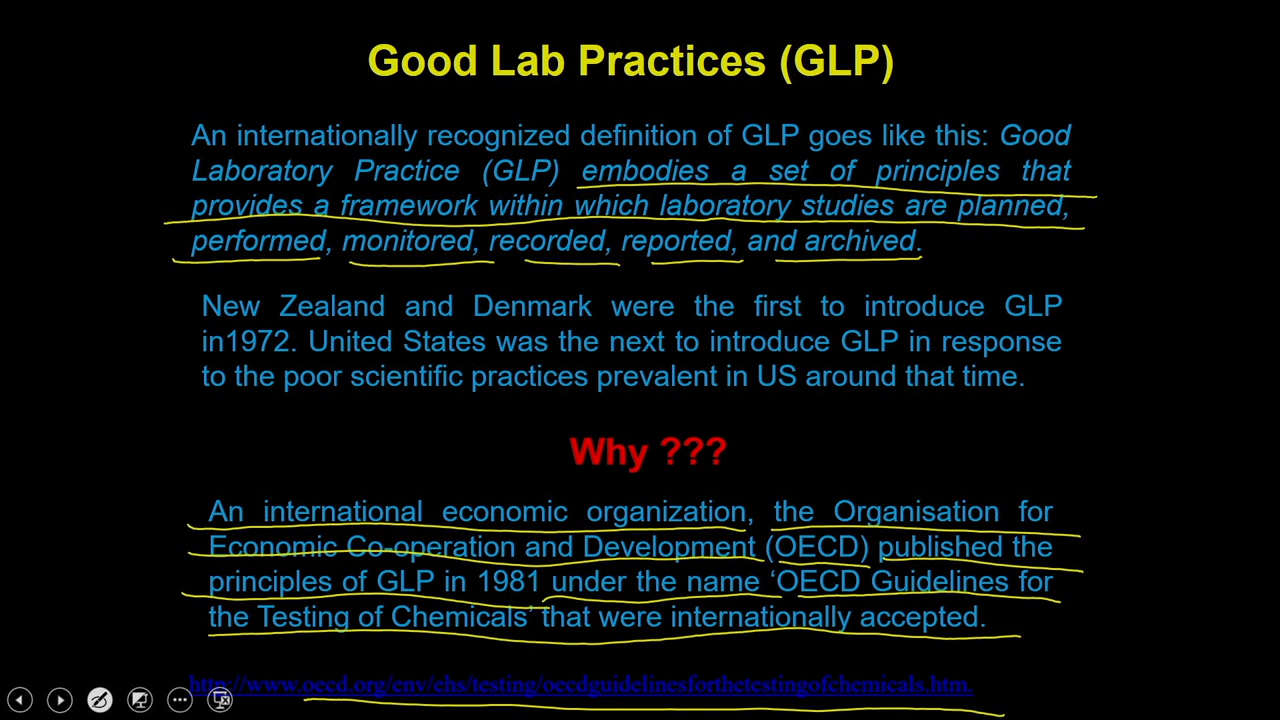 Good Lab Practices (GLP)
An internationally recognized definition of GLP goes like this: Good
Laboratory Practice (GLP) embodies a set of principles that
provides a framework within which laboratory studies are planned,
performed, monitored, recorded, reported, and archived.
New Zealand and Denmark were the first to introduce GLP
in1972. United States was the next to introduce GLP in response
to the poor scientific practices prevalent in US around that time.
Why ???
An international economic organization, the Organisation for
Economic Co-operation and Development (OECD) published the
principles of GLP in 1981 under the name ‘OECD Guidelines for
the Testing of Chemicals’ that were internationally accepted.
http://www.oecd.org/env/ehs/testing/oecdguidelinesforthetestingofchemicals.htm.